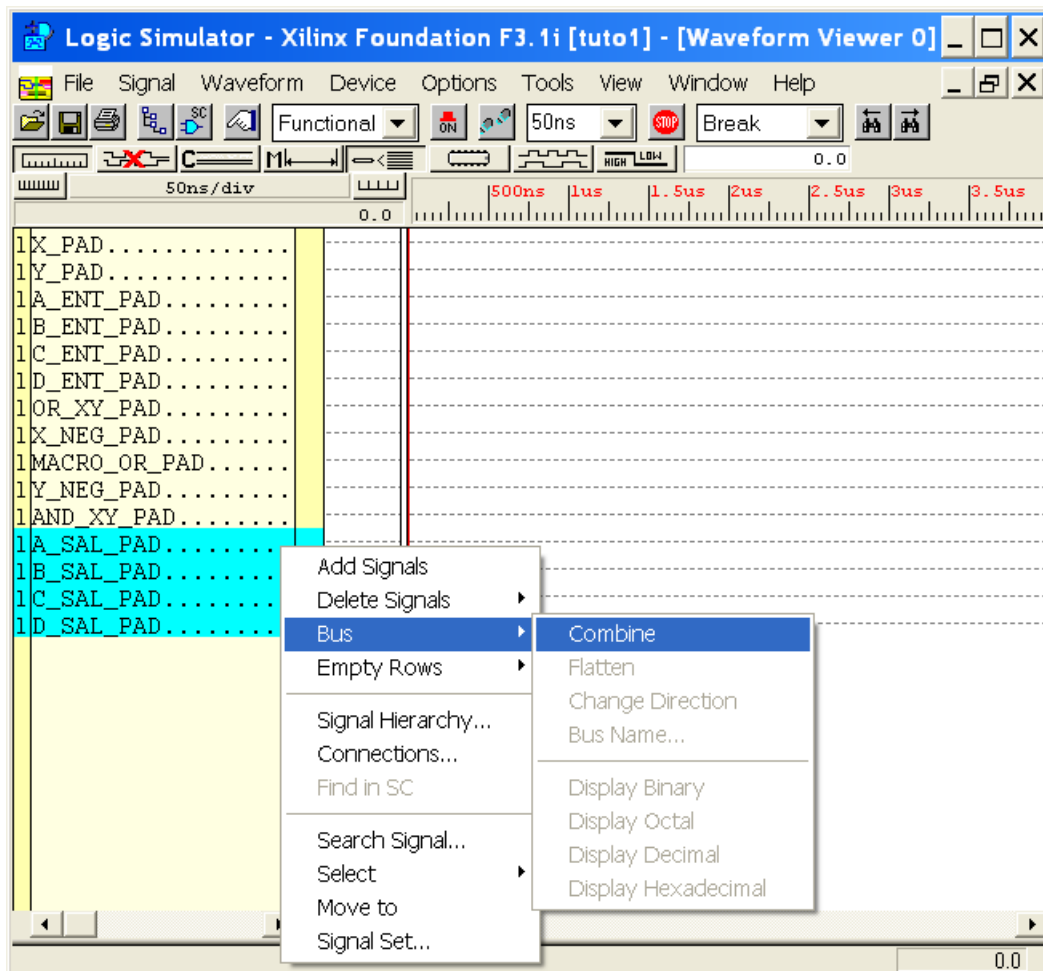 Logic Simulator - Xilinx Foundation F3.1i [tuto1] - [Waveform Viewer 0]
File Signal Waveform Device Options Tools View Window Help
SC Functional ON 50ns STOP Break
C M HIGH LOW 0.0
50ns/div 500ns 1us 1.5us 2us 2.5us 3us 3.5us
0.0
1 X_PAD..............
1 Y_PAD..............
1 A_ENT_PAD..........
1 B_ENT_PAD..........
1 C_ENT_PAD..........
1 D_ENT_PAD..........
1 OR_XY_PAD..........
1 X_NEG_PAD..........
1 MACRO_OR_PAD.......
1 Y_NEG_PAD..........
1 AND_XY_PAD.........
1 A_SAL_PAD.........
1 B_SAL_PAD.........
1 C_SAL_PAD.........
1 D_SAL_PAD.........
Add Signals
Delete Signals
Bus
Empty Rows
Signal Hierarchy...
Connections...
Find in SC
Search Signal...
Select
Move to
Signal Set...
Combine
Flatten
Change Direction
Bus Name...
Display Binary
Display Octal
Display Decimal
Display Hexadecimal
0.0